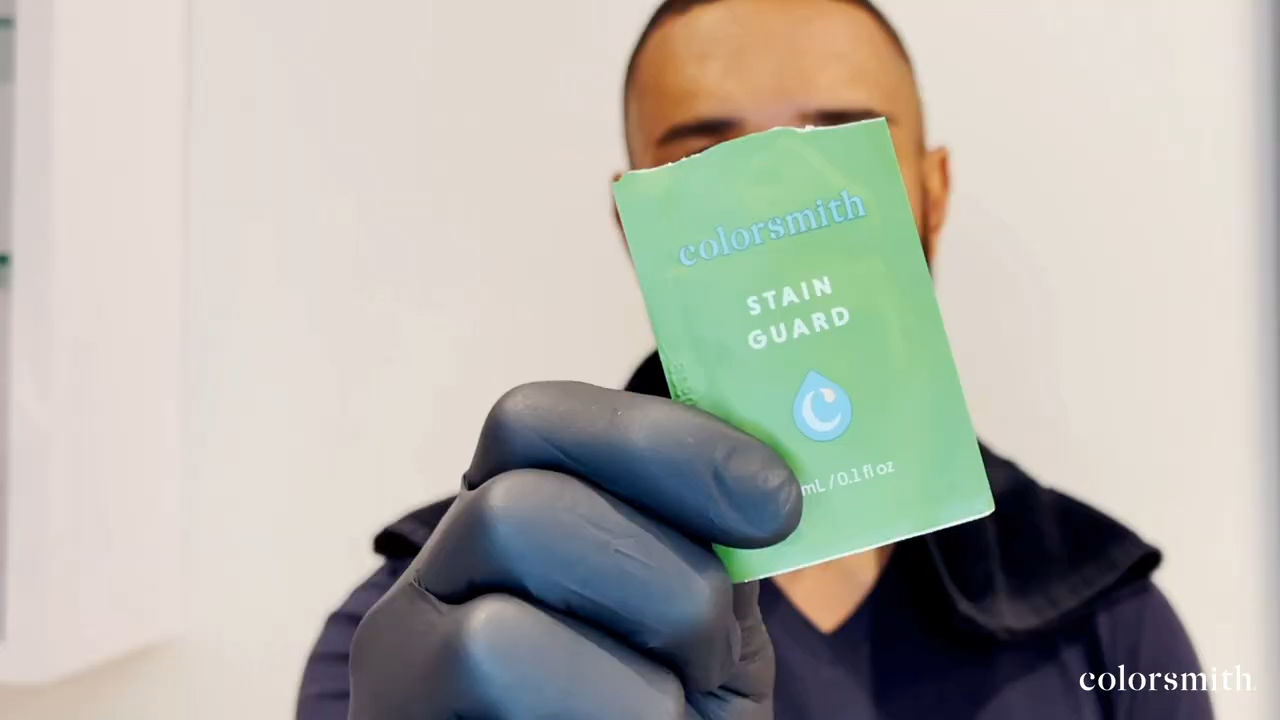 colorsmith
STAIN
GUARD
C
mL / 0.1 fl oz
colorsmith